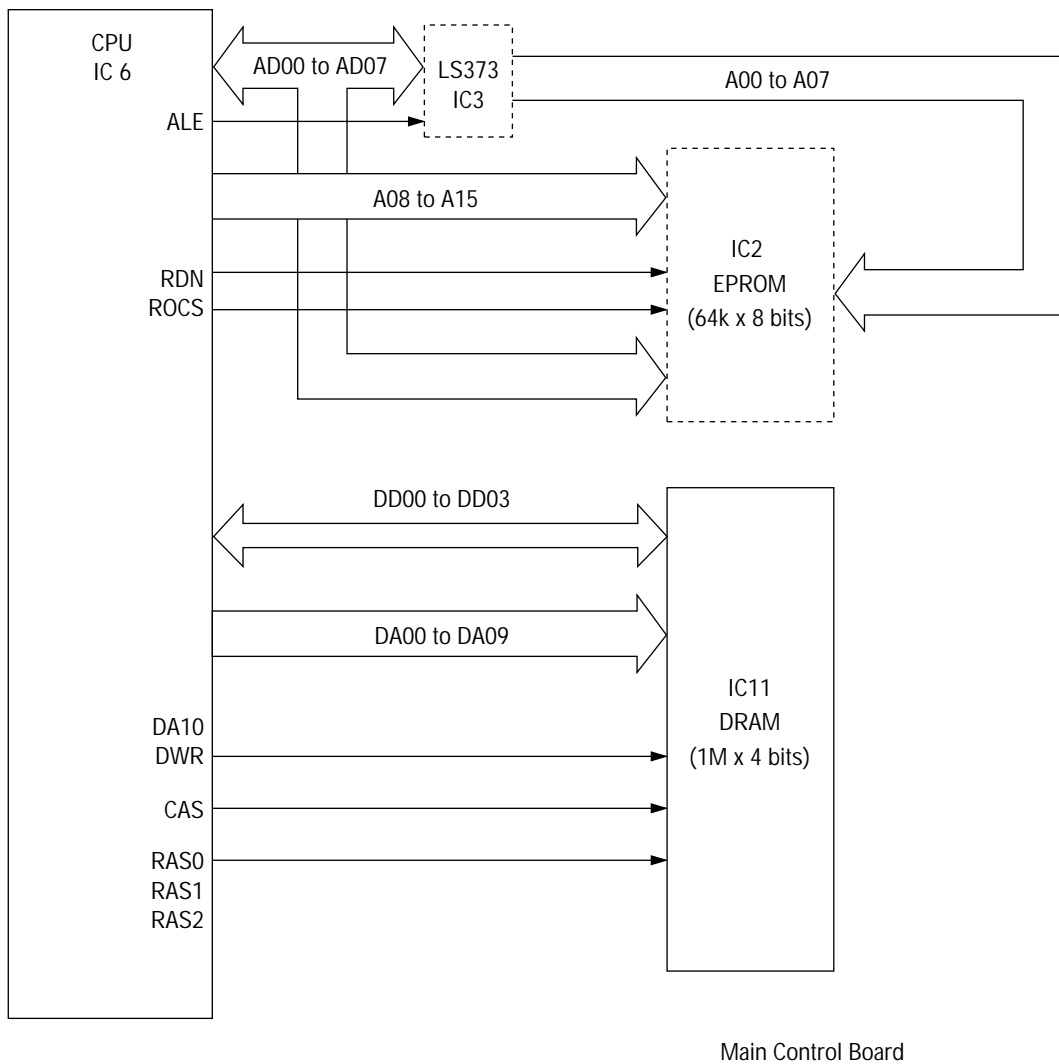 CPU
IC 6
AD00 to AD07
LS373
IC3
A00 to A07
ALE
A08 to A15
IC2
EPROM
(64k x 8 bits)
RDN
ROCS
DD00 to DD03
DA00 to DA09
IC11
DRAM
(1M x 4 bits)
DA10
DWR
CAS
RAS0
RAS1
RAS2
Main Control Board